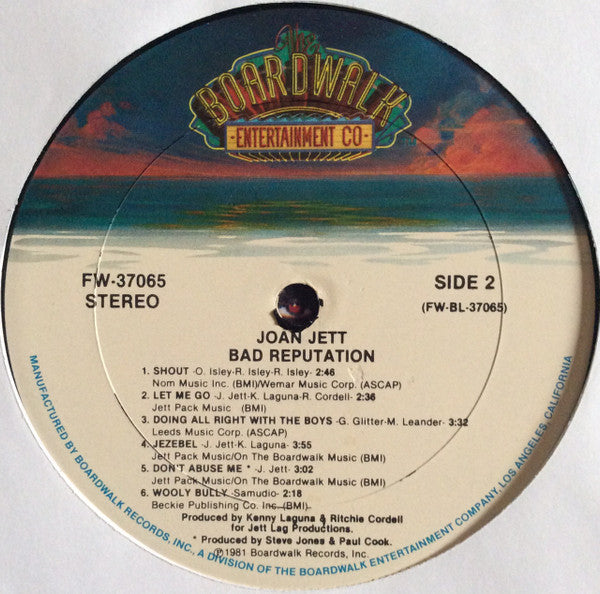 The
BOARDWALK
·ENTERTAINMENT CO·
FW-37065
STEREO
SIDE 2
(FW-BL-37065)
JOAN JETT
BAD REPUTATION
1. SHOUT -O. Isley-R. Isley-R. Isley- 2:46
Nom Music Inc. (BMI)/Wemar Music Corp. (ASCAP)
2. LET ME GO -J. Jett-K. Laguna-R. Cordell- 2:36
Jett Pack Music (BMI)
3. DOING ALL RIGHT WITH THE BOYS -G. Glitter-M. Leander- 3:32
Leeds Music Corp. (ASCAP)
4. JEZEBEL -J. Jett-K. Laguna- 3:55
Jett Pack Music/On The Boardwalk Music (BMI)
5. DON'T ABUSE ME * -J. Jett- 3:02
Jett Pack Music/On The Boardwalk Music (BMI)
6. WOOLY BULLY -Samudio- 2:18
Beckie Publishing Co. Inc. (BMI)
Produced by Kenny Laguna & Ritchie Cordell
for Jett Lag Productions.
* Produced by Steve Jones & Paul Cook.
℗1981 Boardwalk Records, Inc.
MANUFACTURED BY BOARDWALK RECORDS, INC. A DIVISION OF THE BOARDWALK ENTERTAINMENT COMPANY, LOS ANGELES, CALIFORNIA